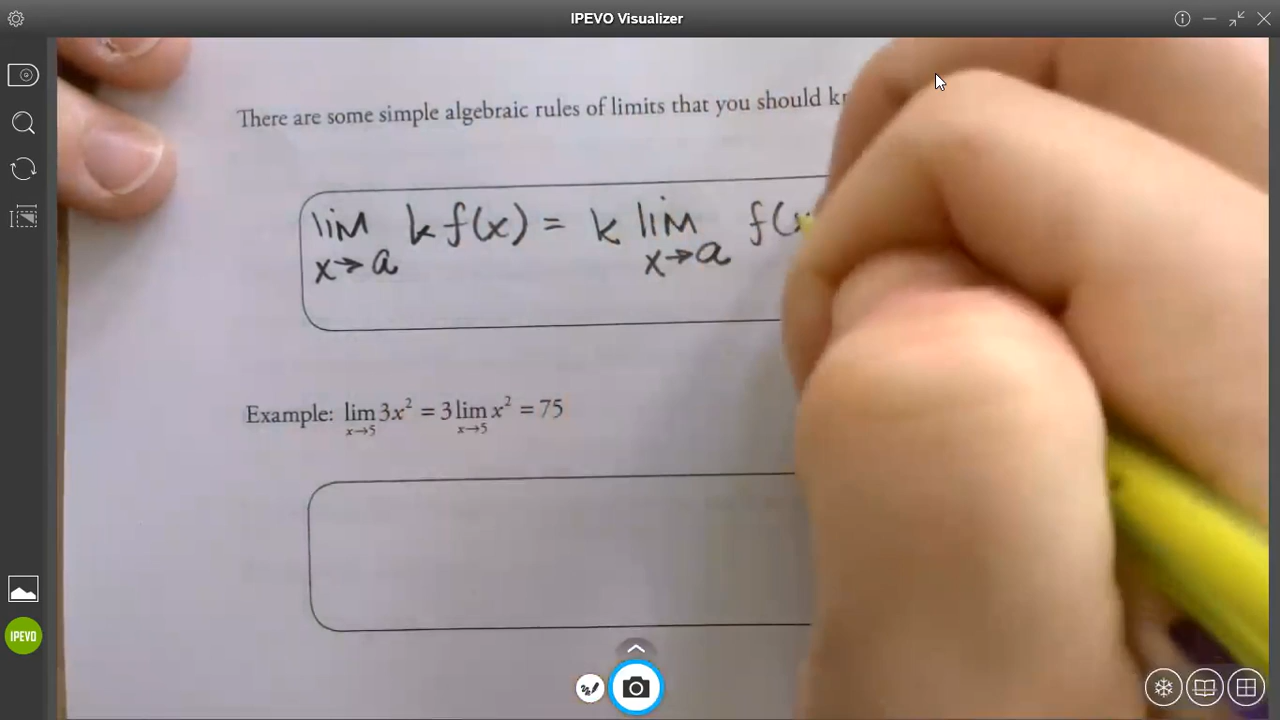 IPEVO Visualizer
There are some simple algebraic rules of limits that you should
lim k f(x) = k lim f(x
x→a x→a
Example: lim 3x² = 3 lim x² = 75
x→5 x→5
IPEVO